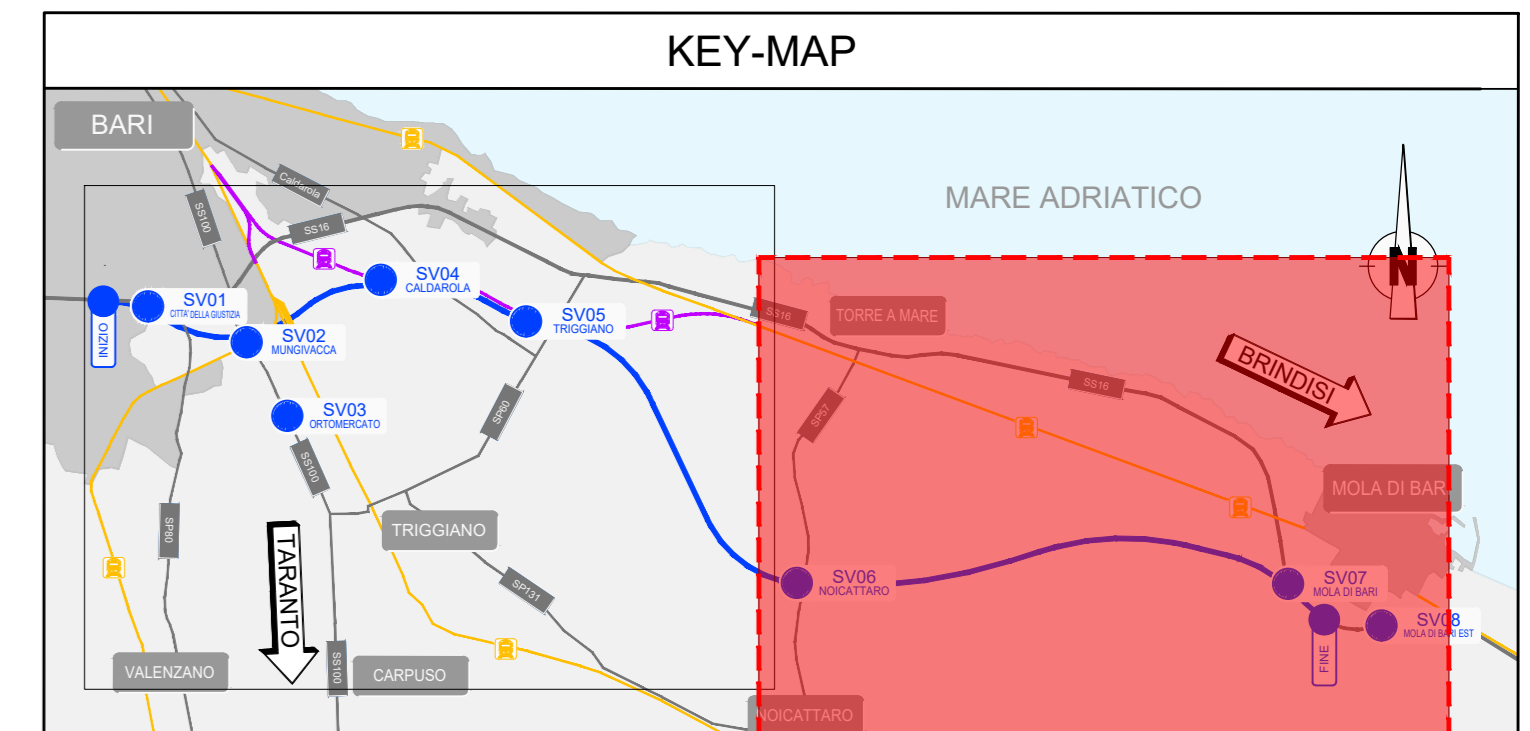 KEY-MAP
BARI
MARE ADRIATICO
Caldarola
SS100
SS16
N
SV04
CALDAROLA
SV01
CITTA' DELLA GIUSTIZIA
SV05
TRIGGIANO
SS16
TORRE A MARE
INIZIO
SV02
MUNGIVACCA
BRINDISI
SS16
SV03
ORTOMERCATO
SP60
SP57
SS100
MOLA DI BARI
SP80
TRIGGIANO
TARANTO
SP131
SV06
NOICATTARO
SV07
MOLA DI BARI
SV08
MOLA DI BARI EST
FINE
VALENZANO
SS100
CARPUSO
NOICATTARO